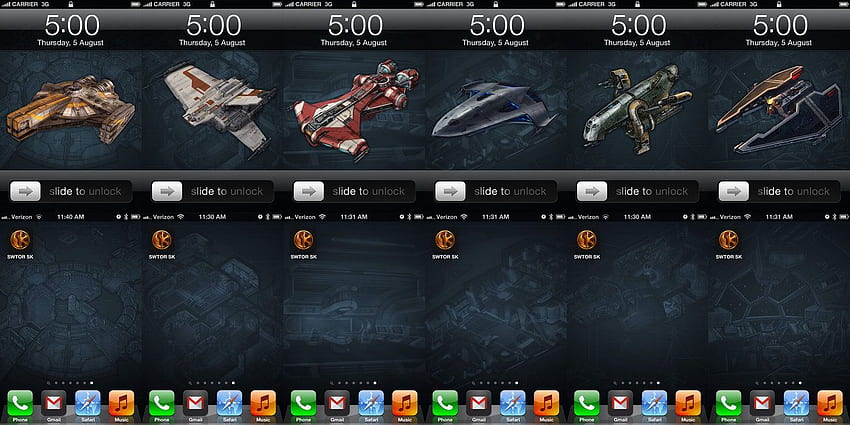 CARRIER 3G CARRIER 3G CARRIER 3G CARRIER 3G CARRIER 3G CARRIER 3G
5:00 5:00 5:00 5:00 5:00 5:00
Thursday, 5 August Thursday, 5 August Thursday, 5 August Thursday, 5 August Thursday, 5 August Thursday, 5 August
slide to unlock slide to unlock slide to unlock slide to unlock slide to unlock slide to unlock
Verizon 11:40 AM Verizon 11:30 AM Verizon 11:31 AM Verizon 11:31 AM Verizon 11:30 AM Verizon 11:31 AM
SWTOR SK SWTOR SK SWTOR SK SWTOR SK SWTOR SK SWTOR SK
Phone Gmail Safari Music Phone Gmail Safari Music Phone Gmail Safari Music Phone Gmail Safari Music Phone Gmail Safari Music Phone Gmail Safari Music